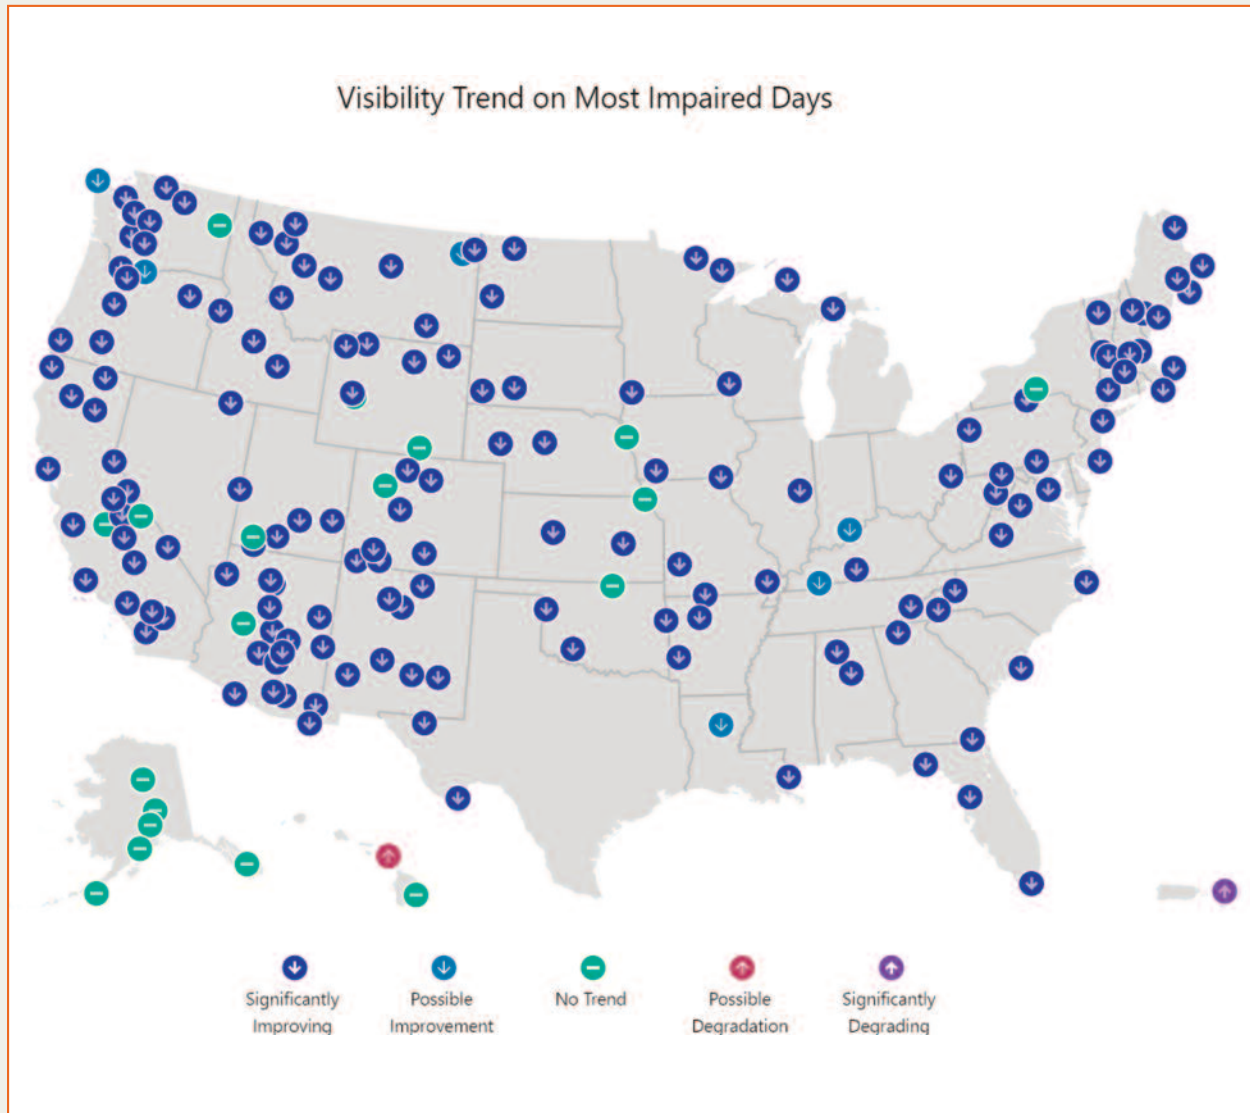 Visibility Trend on Most Impaired Days
Significantly
Improving
Possible
Improvement
No Trend
Possible
Degradation
Significantly
Degrading